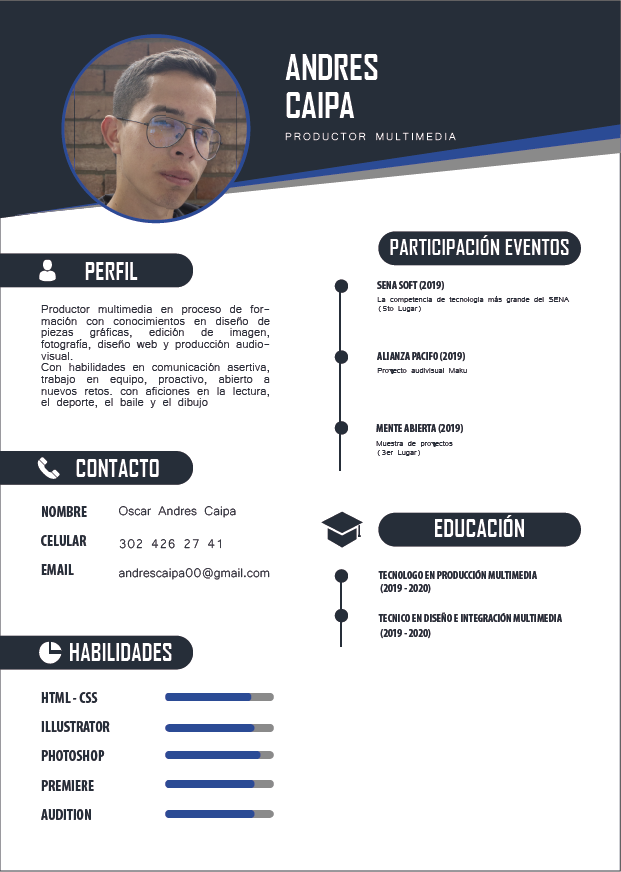 ANDRES
CAIPA
PRODUCTOR MULTIMEDIA
PERFIL
Productor multimedia en proceso de for-
mación con conocimientos en diseño de
piezas gráficas, edición de imagen,
fotografía, diseño web y producción audio-
visual.
Con habilidades en comunicación asertiva,
trabajo en equipo, proactivo, abierto a
nuevos retos. con aficiones en la lectura,
el deporte, el baile y el dibujo
CONTACTO
NOMBRE Oscar Andres Caipa
CELULAR 302 426 27 41
EMAIL andrescaipa00@gmail.com
HABILIDADES
HTML - CSS
ILLUSTRATOR
PHOTOSHOP
PREMIERE
AUDITION
PARTICIPACIÓN EVENTOS
SENA SOFT (2019)
La competencia de tecnologia más grande del SENA
(5to Lugar)
ALIANZA PACIFO (2019)
Proyecto audivisual Maku
MENTE ABIERTA (2019)
Muestra de proyectos
(3er Lugar)
EDUCACIÓN
TECNOLOGO EN PRODUCCIÓN MULTIMEDIA
(2019 - 2020)
TECNICO EN DISEÑO E INTEGRACIÓN MULTIMEDIA
(2019 - 2020)